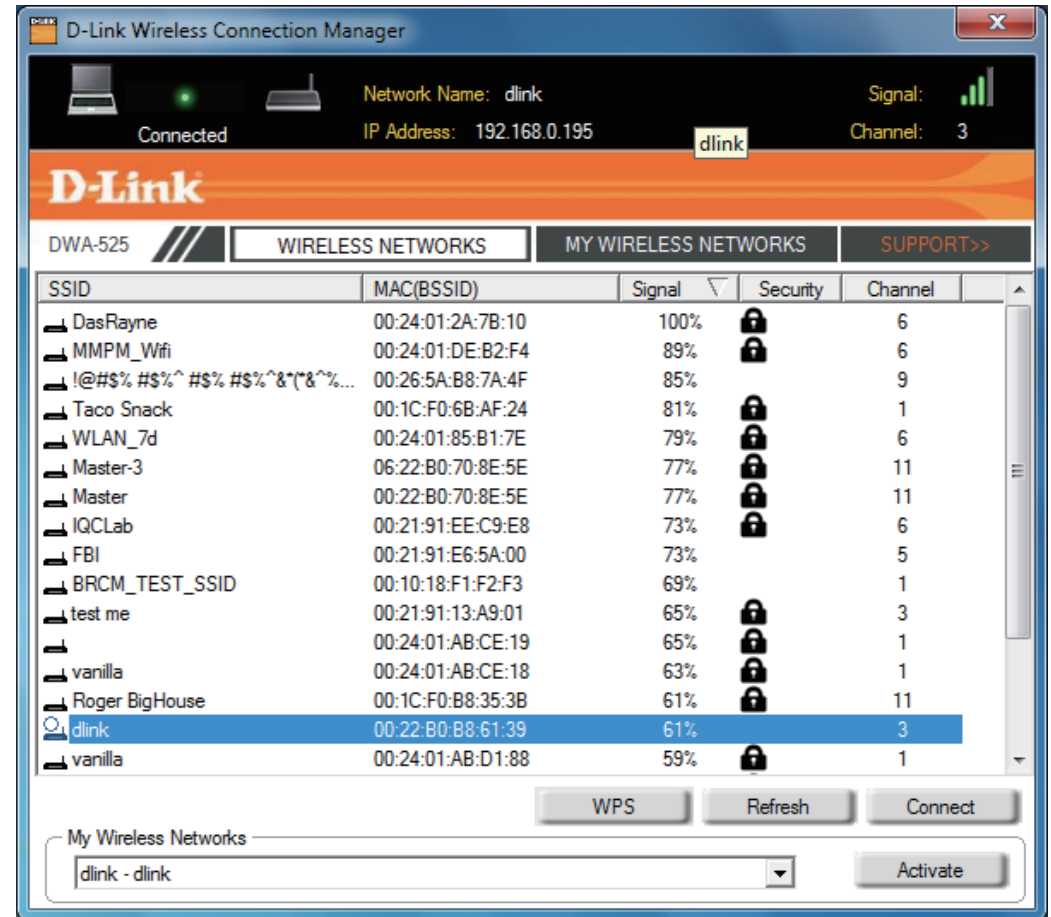 D-Link Wireless Connection Manager
Network Name: dlink Signal:
Connected IP Address: 192.168.0.195 Channel: 3
dlink
D-Link
DWA-525 WIRELESS NETWORKS MY WIRELESS NETWORKS SUPPORT>>
SSID MAC(BSSID) Signal Security Channel
DasRayne 00:24:01:2A:7B:10 100% 6
MMPM_Wifi 00:24:01:DE:B2:F4 89% 6
!@#$% #$%^ #$% #$%^&*(*&^%... 00:26:5A:B8:7A:4F 85% 9
Taco Snack 00:1C:F0:6B:AF:24 81% 1
WLAN_7d 00:24:01:85:B1:7E 79% 6
Master-3 06:22:B0:70:8E:5E 77% 11
Master 00:22:B0:70:8E:5E 77% 11
IQCLab 00:21:91:EE:C9:E8 73% 6
FBI 00:21:91:E6:5A:00 73% 5
BRCM_TEST_SSID 00:10:18:F1:F2:F3 69% 1
test me 00:21:91:13:A9:01 65% 3
00:24:01:AB:CE:19 65% 1
vanilla 00:24:01:AB:CE:18 63% 1
Roger BigHouse 00:1C:F0:B8:35:3B 61% 11
dlink 00:22:B0:B8:61:39 61% 3
vanilla 00:24:01:AB:D1:88 59% 1
WPS Refresh Connect
My Wireless Networks
dlink - dlink Activate